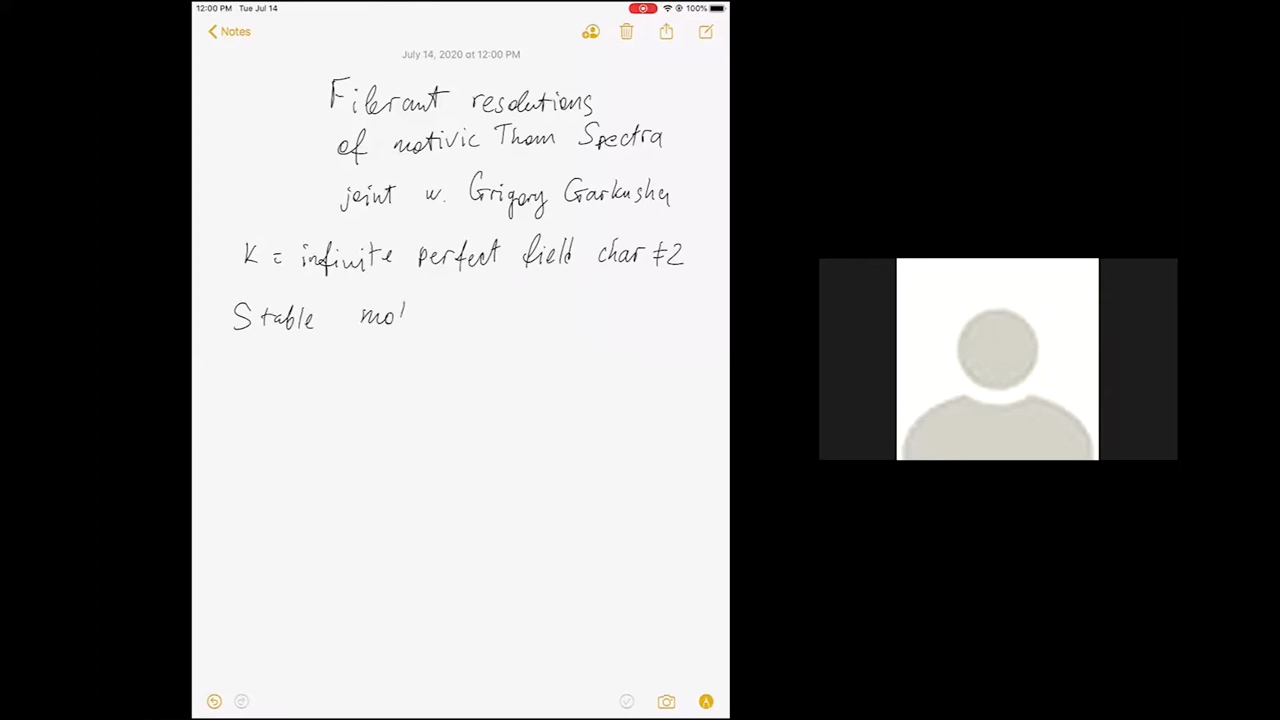 12:00 PM Tue Jul 14
100%
Notes
July 14, 2020 at 12:00 PM
Fibrant resolutions
of motivic Thom Spectra
joint w. Grigory Garkusha
K = infinite perfect field char ≠2
Stable mo